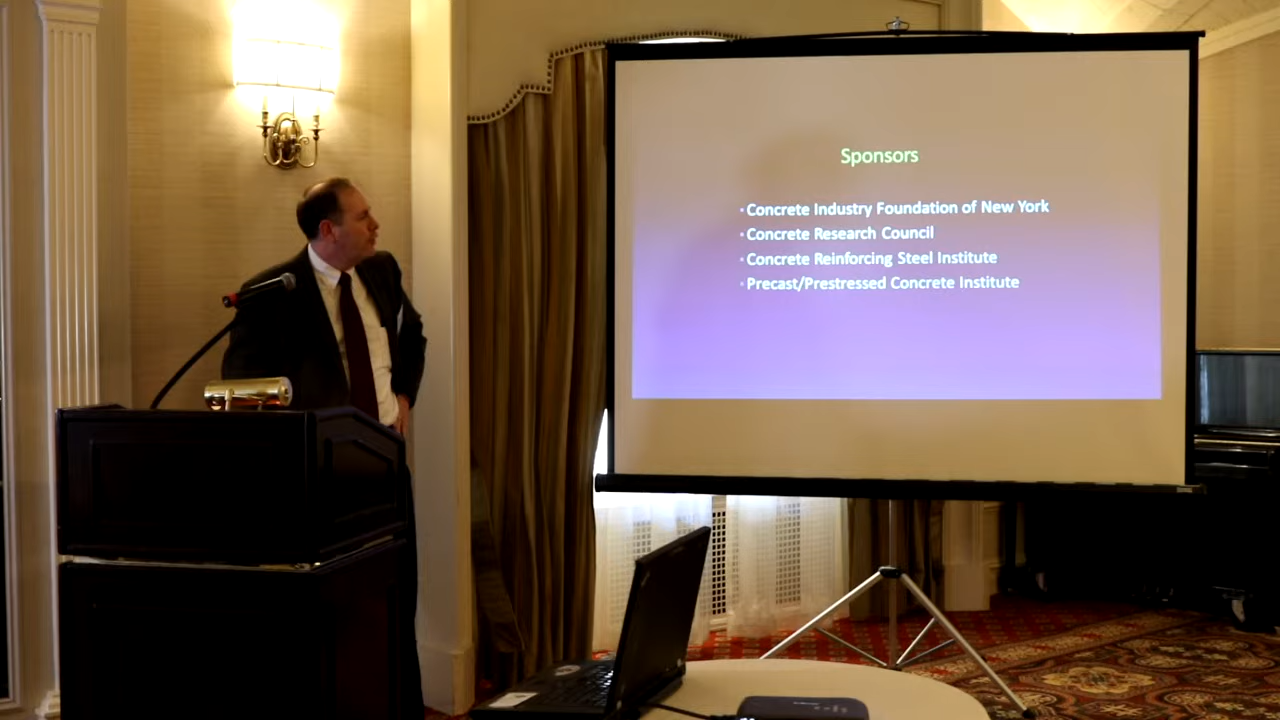 Sponsors
• Concrete Industry Foundation of New York
• Concrete Research Council
• Concrete Reinforcing Steel Institute
• Precast/Prestressed Concrete Institute